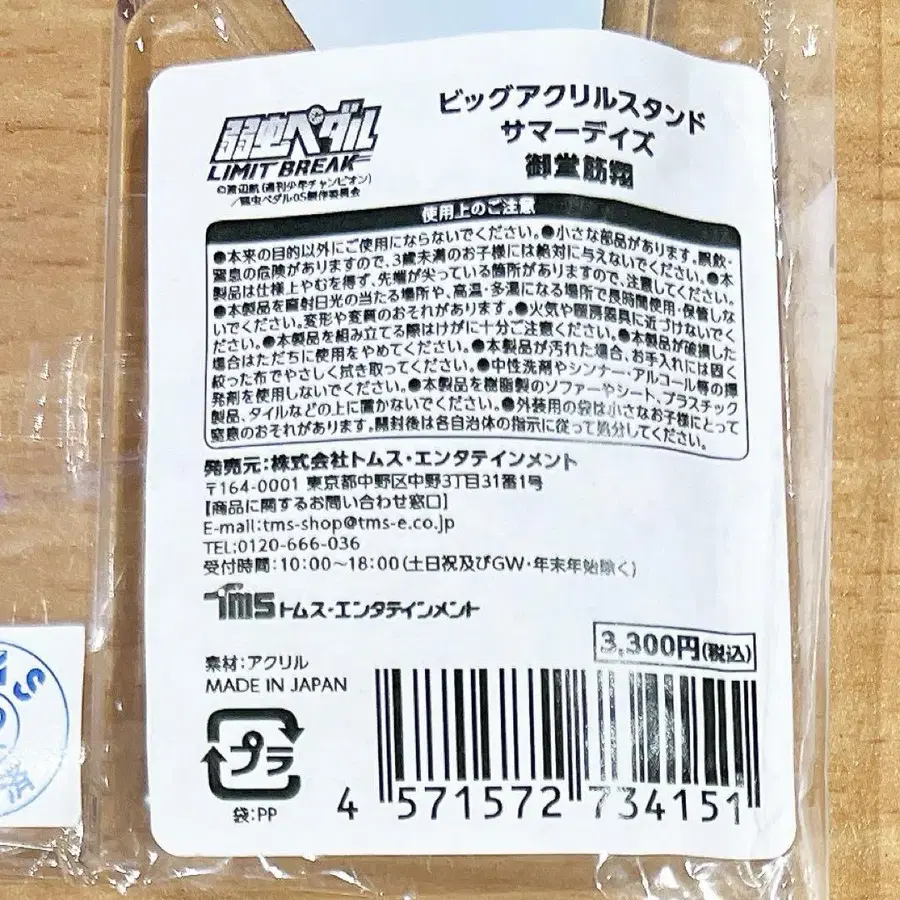 弱虫ペダル
LIMIT BREAK
©渡辺航(週刊少年チャンピオン)
/弱虫ペダル05製作委員会
ビッグアクリルスタンド
サマーデイズ
御堂筋翔
使用上のご注意
●本来の目的以外にご使用にならないでください。●小さな部品があります。誤飲・
窒息の危険がありますので、3歳未満のお子様には絶対に与えないでください。●本
製品は仕様上やむを得ず、先端が尖っている箇所がありますので、注意してください。
●本製品を直射日光の当たる場所や、高温・多湿になる場所で長時間使用・保管しな
いでください。変形や変質のおそれがあります。●火気や暖房器具に近づけないでく
ださい。●本製品を組み立てる際はけがに十分ご注意ください。●本製品が破損した
場合はただちに使用をやめてください。●本製品が汚れた場合、お手入れには固く
絞った布でやさしく拭き取ってください。●中性洗剤やシンナー・アルコール等の揮
発剤を使用しないでください。●本製品を樹脂製のソファーやシート、プラスチック
製品、タイルなどの上に置かないでください。●外装用の袋は小さなお子様にとって
窒息のおそれがあります。開封後は各自治体の指示に従って処分してください。
発売元:株式会社トムス・エンタテインメント
〒164-0001 東京都中野区中野3丁目31番1号
【商品に関するお問い合わせ窓口】
E-mail:tms-shop@tms-e.co.jp
TEL:0120-666-036
受付時間:10:00〜18:00(土日祝及びGW・年末年始除く)
TMS トムス・エンタテインメント
3,300円(税込)
素材:アクリル
MADE IN JAPAN
プラ
袋:PP
4 571572 734151
済